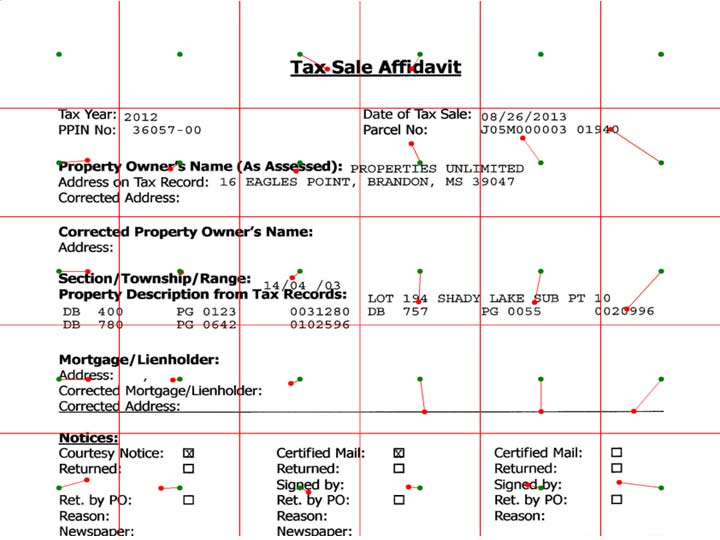 Tax Sale Affidavit
Tax Year: 2012 Date of Tax Sale: 08/26/2013
PPIN No: 36057-00 Parcel No: J05M000003 01940
Property Owner's Name (As Assessed): PROPERTIES UNLIMITED
Address on Tax Record: 16 EAGLES POINT, BRANDON, MS 39047
Corrected Address:
Corrected Property Owner's Name:
Address:
Section/Township/Range: 14/04 /03
Property Description from Tax Records: LOT 194 SHADY LAKE SUB PT 10
DB 400 PG 0123 0031280 DB 757 PG 0055 0020996
DB 780 PG 0642 0102596
Mortgage/Lienholder:
Address: ,
Corrected Mortgage/Lienholder:
Corrected Address:
Notices:
Courtesy Notice: ☒ Certified Mail: ☒ Certified Mail: ☐
Returned: ☐ Returned: ☐ Returned: ☐
Signed by: Signed by:
Ret. by PO: ☐ Ret. by PO: ☐ Ret. by PO: ☐
Reason: Reason: Reason:
Newspaper: Newspaper: